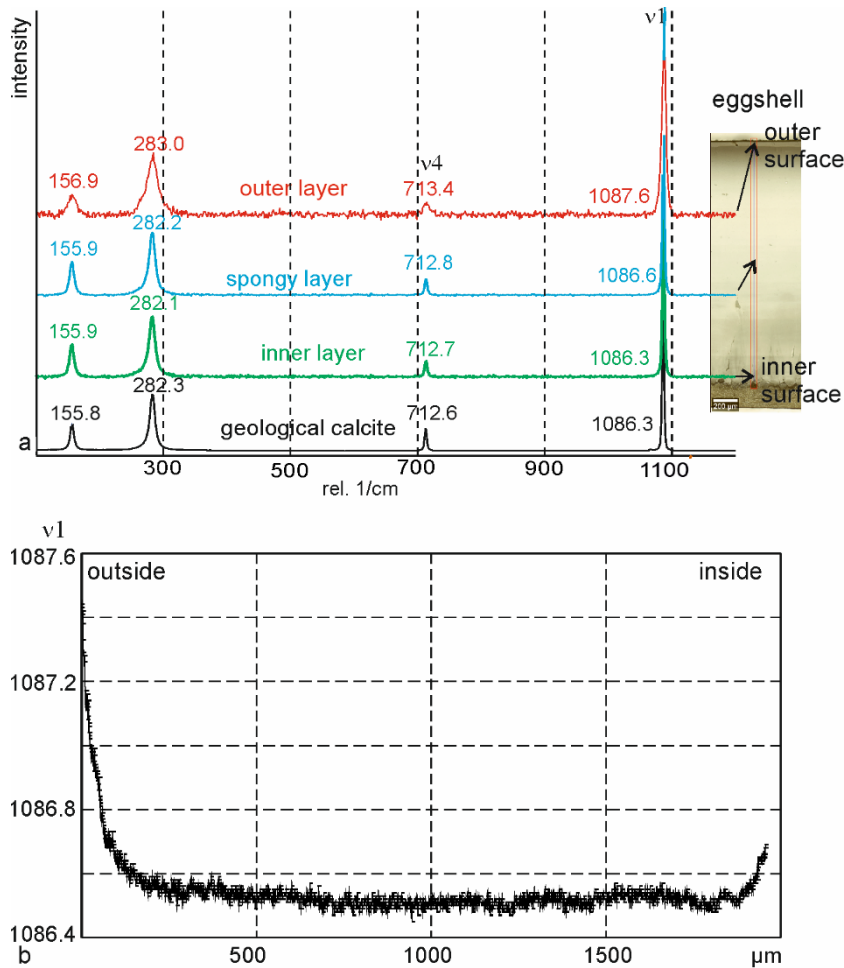 ν1
intensity
eggshell
outer
surface
283.0
ν4
156.9
outer layer
713.4
1087.6
282.2
155.9
spongy layer
712.8
1086.6
282.1
155.9
inner layer
712.7
1086.3
inner
surface
282.3
155.8
geological calcite
712.6
1086.3
200 µm
a
300
500
700
900
1100
rel. 1/cm
ν1
1087.6
outside
inside
1087.2
1086.8
1086.4
b
500
1000
1500
µm